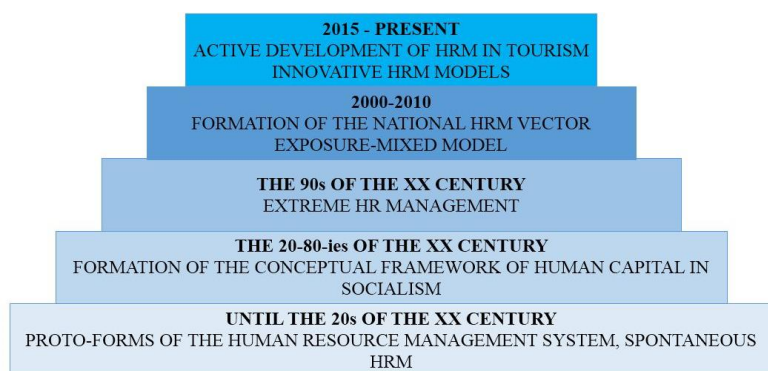 2015 - PRESENT
ACTIVE DEVELOPMENT OF HRM IN TOURISM
INNOVATIVE HRM MODELS
2000-2010
FORMATION OF THE NATIONAL HRM VECTOR
EXPOSURE-MIXED MODEL
THE 90s OF THE XX CENTURY
EXTREME HR MANAGEMENT
THE 20-80-ies OF THE XX CENTURY
FORMATION OF THE CONCEPTUAL FRAMEWORK OF HUMAN CAPITAL IN
SOCIALISM
UNTIL THE 20s OF THE XX CENTURY
PROTO-FORMS OF THE HUMAN RESOURCE MANAGEMENT SYSTEM, SPONTANEOUS
HRM